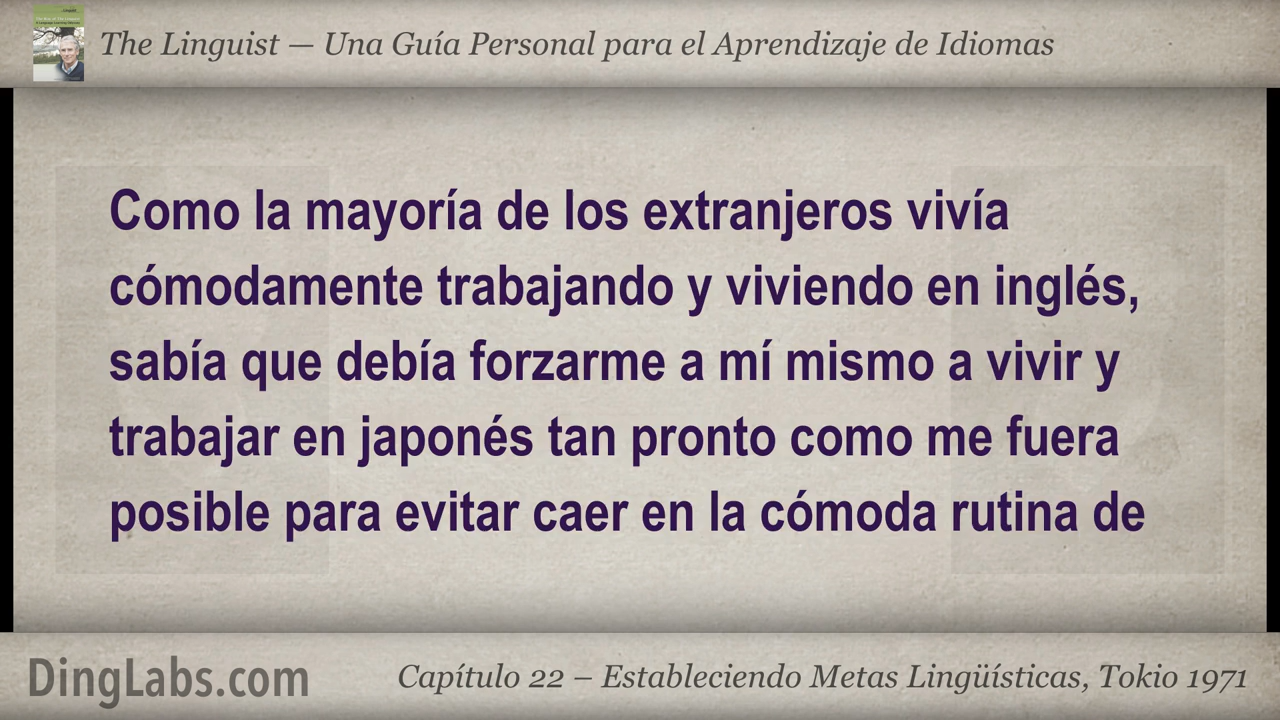 The Linguist — Una Guía Personal para el Aprendizaje de Idiomas
Como la mayoría de los extranjeros vivía
cómodamente trabajando y viviendo en inglés,
sabía que debía forzarme a mí mismo a vivir y
trabajar en japonés tan pronto como me fuera
posible para evitar caer en la cómoda rutina de
DingLabs.com
Capítulo 22 – Estableciendo Metas Lingüísticas, Tokio 1971